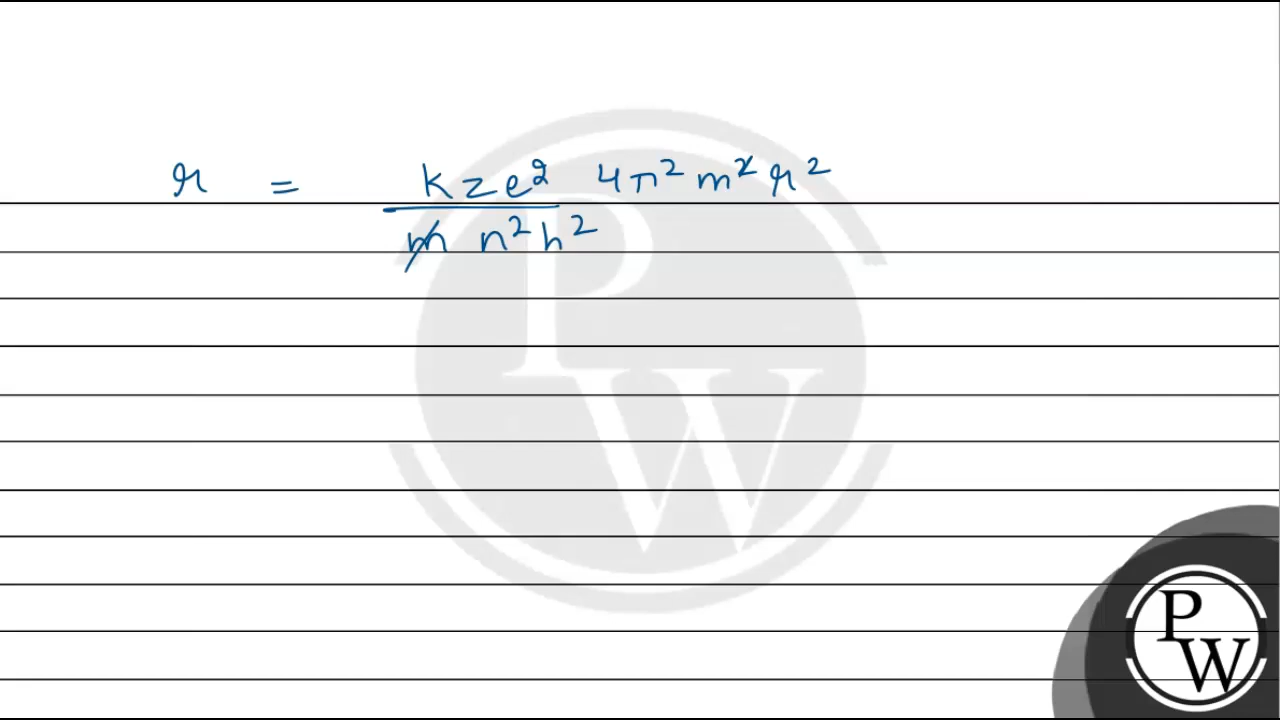 r = kze² 4π²m²r²
m n²h²
P
W
P
W